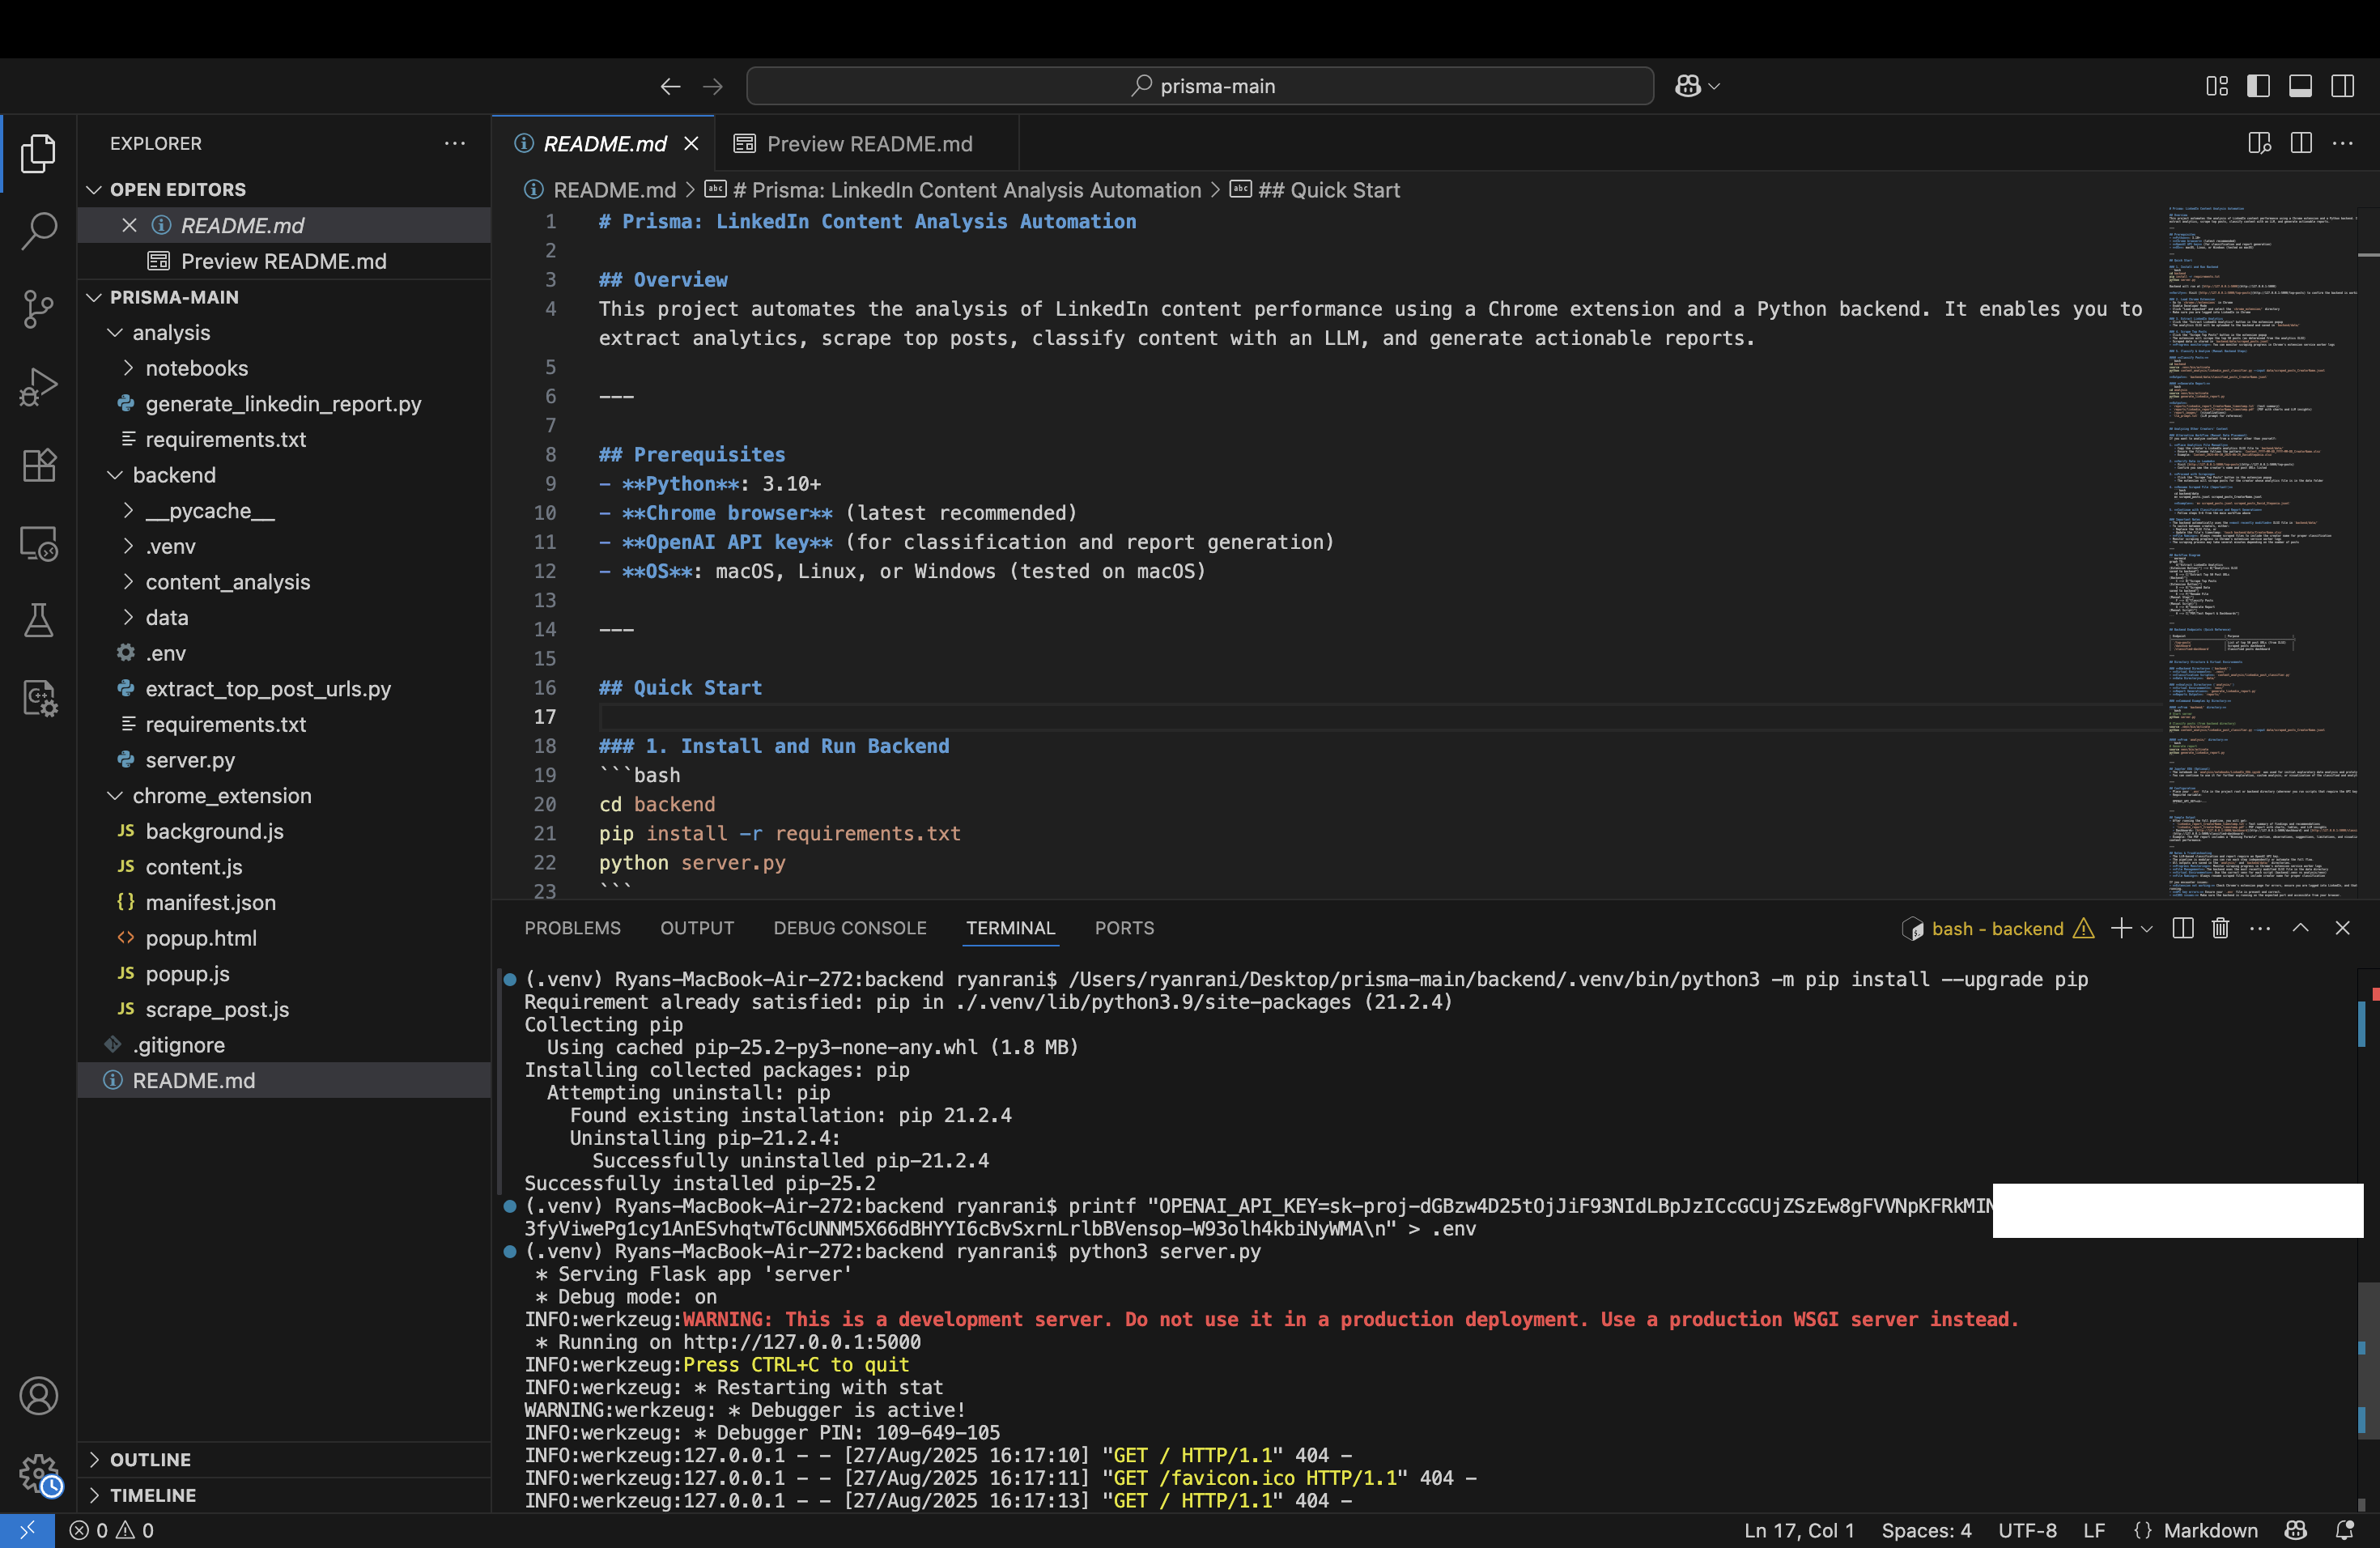 prisma-main
EXPLORER
OPEN EDITORS
README.md
Preview README.md
PRISMA-MAIN
analysis
notebooks
generate_linkedin_report.py
requirements.txt
backend
__pycache__
.venv
content_analysis
data
.env
extract_top_post_urls.py
requirements.txt
server.py
chrome_extension
JS background.js
JS content.js
{} manifest.json
<> popup.html
JS popup.js
JS scrape_post.js
.gitignore
README.md
OUTLINE
TIMELINE
README.md
Preview README.md
README.md > # Prisma: LinkedIn Content Analysis Automation > ## Quick Start
1 # Prisma: LinkedIn Content Analysis Automation
2
3 ## Overview
4 This project automates the analysis of LinkedIn content performance using a Chrome extension and a Python backend. It enables you to
extract analytics, scrape top posts, classify content with an LLM, and generate actionable reports.
5
6 ---
7
8 ## Prerequisites
9 - **Python**: 3.10+
10 - **Chrome browser** (latest recommended)
11 - **OpenAI API key** (for classification and report generation)
12 - **OS**: macOS, Linux, or Windows (tested on macOS)
13
14 ---
15
16 ## Quick Start
17
18 ### 1. Install and Run Backend
19 ```bash
20 cd backend
21 pip install -r requirements.txt
22 python server.py
23 ```
PROBLEMS OUTPUT DEBUG CONSOLE TERMINAL PORTS
bash - backend
(.venv) Ryans-MacBook-Air-272:backend ryanrani$ /Users/ryanrani/Desktop/prisma-main/backend/.venv/bin/python3 -m pip install --upgrade pip
Requirement already satisfied: pip in ./.venv/lib/python3.9/site-packages (21.2.4)
Collecting pip
Using cached pip-25.2-py3-none-any.whl (1.8 MB)
Installing collected packages: pip
Attempting uninstall: pip
Found existing installation: pip 21.2.4
Uninstalling pip-21.2.4:
Successfully uninstalled pip-21.2.4
Successfully installed pip-25.2
(.venv) Ryans-MacBook-Air-272:backend ryanrani$ printf "OPENAI_API_KEY=sk-proj-dGBzw4D25tOjJiF93NIdLBpJzICcGCUjZSzEw8gFVVNpKFRkMIN
3fyViwePg1cy1AnESvhqtwT6cUNNM5X66dBHYYI6cBvSxrnLrlbBVensop-W93olh4kbiNyWMA\n" > .env
(.venv) Ryans-MacBook-Air-272:backend ryanrani$ python3 server.py
* Serving Flask app 'server'
* Debug mode: on
INFO:werkzeug:WARNING: This is a development server. Do not use it in a production deployment. Use a production WSGI server instead.
* Running on http://127.0.0.1:5000
INFO:werkzeug:Press CTRL+C to quit
INFO:werkzeug: * Restarting with stat
WARNING:werkzeug: * Debugger is active!
INFO:werkzeug: * Debugger PIN: 109-649-105
INFO:werkzeug:127.0.0.1 - - [27/Aug/2025 16:17:10] "GET / HTTP/1.1" 404 -
INFO:werkzeug:127.0.0.1 - - [27/Aug/2025 16:17:11] "GET /favicon.ico HTTP/1.1" 404 -
INFO:werkzeug:127.0.0.1 - - [27/Aug/2025 16:17:13] "GET / HTTP/1.1" 404 -
0 0 Ln 17, Col 1 Spaces: 4 UTF-8 LF {} Markdown